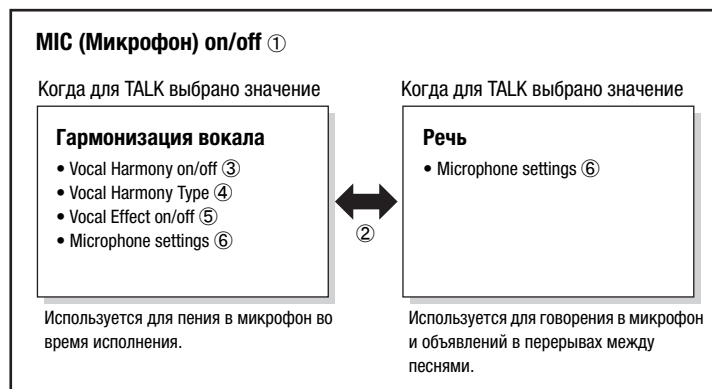 MIC (Микрофон) on/off ①
Когда для TALK выбрано значение
Гармонизация вокала
• Vocal Harmony on/off ③
• Vocal Harmony Type ④
• Vocal Effect on/off ⑤
• Microphone settings ⑥
Используется для пения в микрофон во
время исполнения.
②
Когда для TALK выбрано значение
Речь
• Microphone settings ⑥
Используется для говорения в микрофон
и объявлений в перерывах между
песнями.